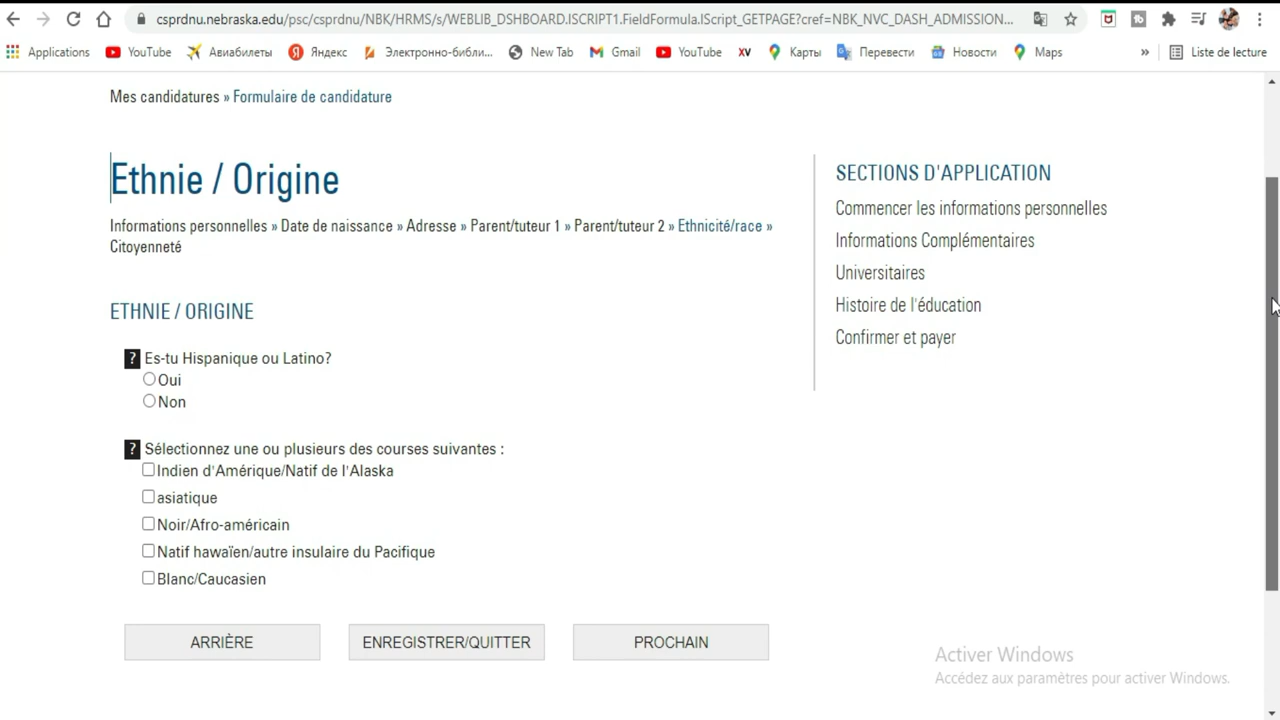 csprdnu.nebraska.edu/psc/csprdnu/NBK/HRMS/s/WEBLIB_DSHBOARD.ISCRIPT1.FieldFormula.IScript_GETPAGE?cref=NBK_NVC_DASH_ADMISSION...
Applications YouTube Авиабилеты Яндекс Электронно-библи... New Tab Gmail YouTube XV Карты Перевести Новости Maps » Liste de lecture
Mes candidatures » Formulaire de candidature
Ethnie / Origine
Informations personnelles » Date de naissance » Adresse » Parent/tuteur 1 » Parent/tuteur 2 » Ethnicité/race »
Citoyenneté
ETHNIE / ORIGINE
? Es-tu Hispanique ou Latino?
Oui
Non
? Sélectionnez une ou plusieurs des courses suivantes :
Indien d'Amérique/Natif de l'Alaska
asiatique
Noir/Afro-américain
Natif hawaïen/autre insulaire du Pacifique
Blanc/Caucasien
ARRIÈRE ENREGISTRER/QUITTER PROCHAIN
SECTIONS D'APPLICATION
Commencer les informations personnelles
Informations Complémentaires
Universitaires
Histoire de l'éducation
Confirmer et payer
Activer Windows
Accédez aux paramètres pour activer Windows.